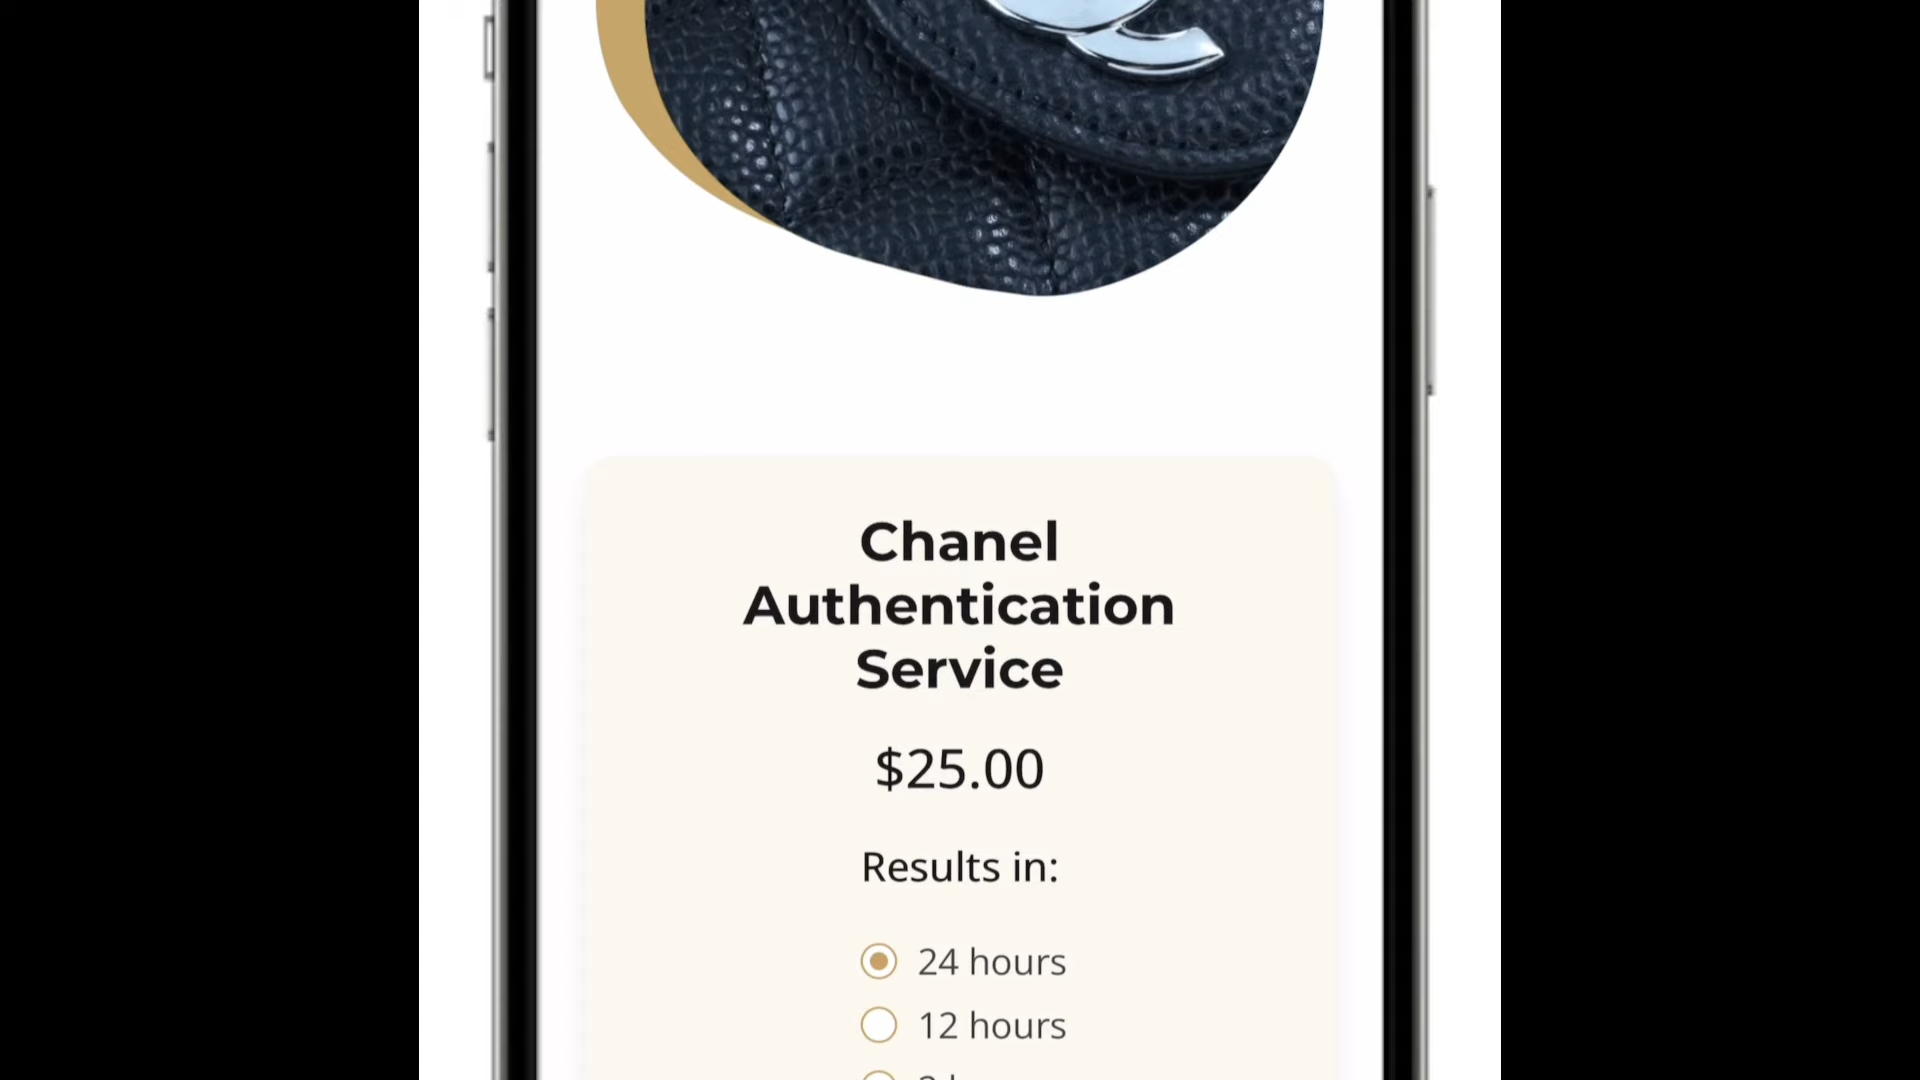 Chanel
Authentication
Service
$25.00
Results in:
24 hours
12 hours